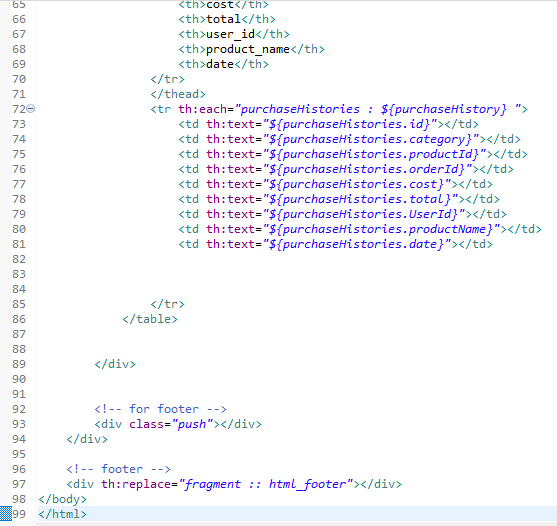 65 <th>cost</th>
66 <th>total</th>
67 <th>user_id</th>
68 <th>product_name</th>
69 <th>date</th>
70 </tr>
71 </thead>
72 <tr th:each="purchaseHistories : ${purchaseHistory} ">
73 <td th:text="${purchaseHistories.id}"></td>
74 <td th:text="${purchaseHistories.category}"></td>
75 <td th:text="${purchaseHistories.productId}"></td>
76 <td th:text="${purchaseHistories.orderId}"></td>
77 <td th:text="${purchaseHistories.cost}"></td>
78 <td th:text="${purchaseHistories.total}"></td>
79 <td th:text="${purchaseHistories.UserId}"></td>
80 <td th:text="${purchaseHistories.productName}"></td>
81 <td th:text="${purchaseHistories.date}"></td>
82
83
84
85 </tr>
86 </table>
87
88
89 </div>
90
91
92 <!-- for footer -->
93 <div class="push"></div>
94 </div>
95
96 <!-- footer -->
97 <div th:replace="fragment :: html_footer"></div>
98 </body>
99 </html>